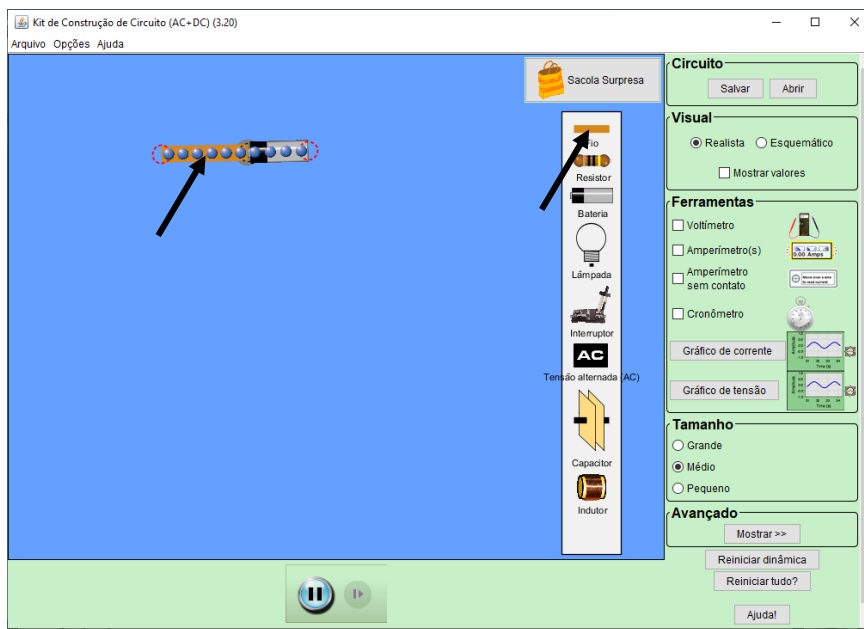 Kit de Construção de Circuito (AC+DC) (3.20)
Arquivo Opções Ajuda
Sacola Surpresa
Fio
Resistor
Bateria
Lâmpada
Interruptor
AC
Tensão alternada (AC)
Capacitor
Indutor
Circuito
Salvar Abrir
Visual
Realista Esquemático
Mostrar valores
Ferramentas
Voltímetro
Amperímetro(s)
0.00 Amps
Amperímetro
sem contato
Cronômetro
Gráfico de corrente
Gráfico de tensão
Tamanho
Grande
Médio
Pequeno
Avançado
Mostrar >>
Reiniciar dinâmica
Reiniciar tudo?
Ajuda!